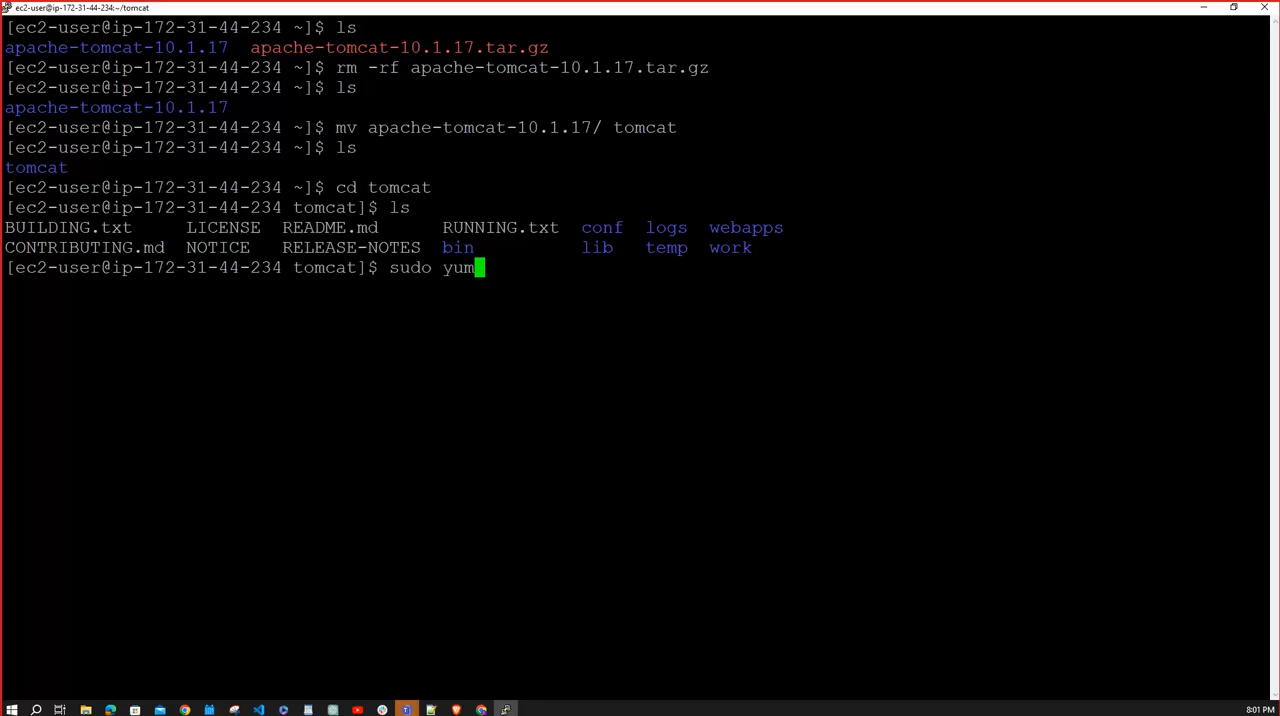 ec2-user@ip-172-31-44-234:~/tomcat
[ec2-user@ip-172-31-44-234 ~]$ ls
apache-tomcat-10.1.17  apache-tomcat-10.1.17.tar.gz
[ec2-user@ip-172-31-44-234 ~]$ rm -rf apache-tomcat-10.1.17.tar.gz
[ec2-user@ip-172-31-44-234 ~]$ ls
apache-tomcat-10.1.17
[ec2-user@ip-172-31-44-234 ~]$ mv apache-tomcat-10.1.17/ tomcat
[ec2-user@ip-172-31-44-234 ~]$ ls
tomcat
[ec2-user@ip-172-31-44-234 ~]$ cd tomcat
[ec2-user@ip-172-31-44-234 tomcat]$ ls
BUILDING.txt     LICENSE  README.md      RUNNING.txt  conf  logs  webapps
CONTRIBUTING.md  NOTICE   RELEASE-NOTES  bin          lib   temp  work
[ec2-user@ip-172-31-44-234 tomcat]$ sudo yum
8:01 PM